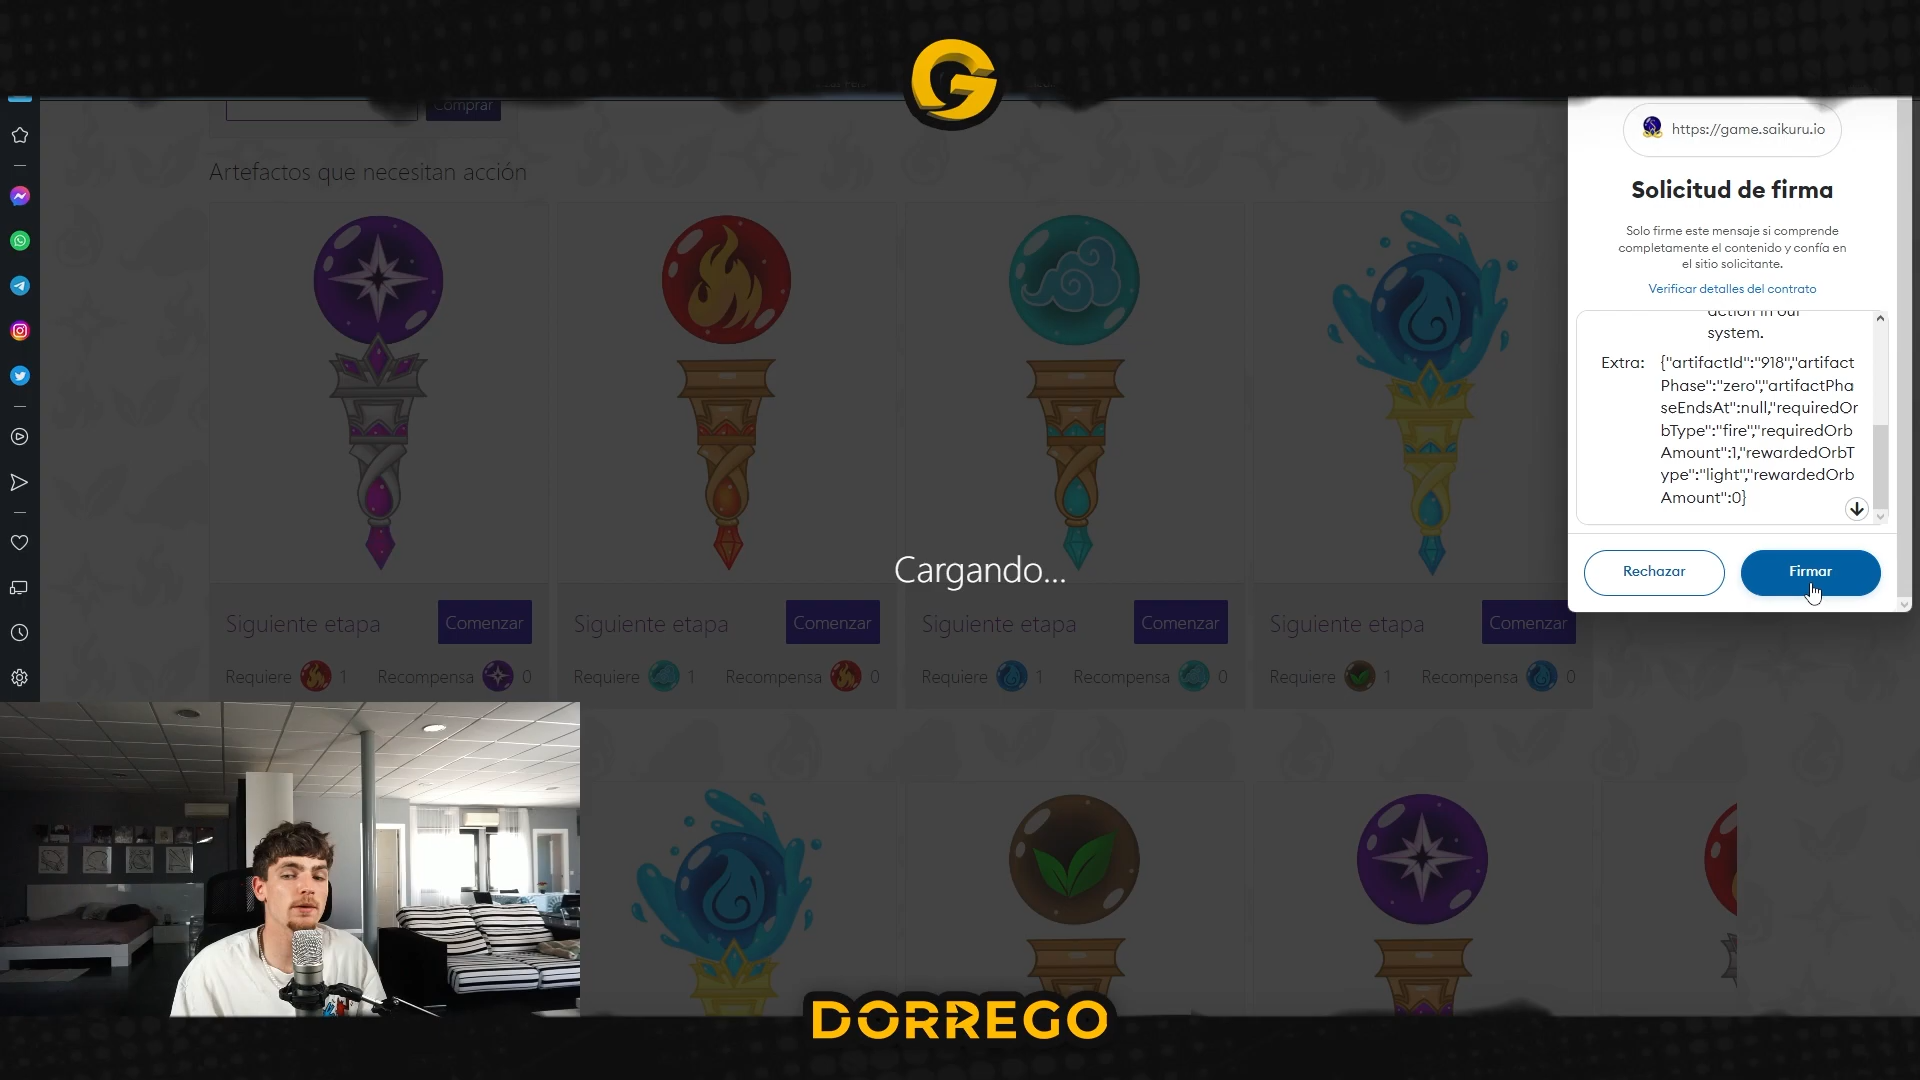 Comprar
https://game.saikuru.io
Artefactos que necesitan acción
Solicitud de firma
Solo firme este mensaje si comprende
completamente el contenido y confía en
el sitio solicitante.
Verificar detalles del contrato
action in our
system.
Extra: {"artifactId":"918","artifact
Phase":"zero","artifactPha
seEndsAt":null,"requiredOr
bType":"fire","requiredOrb
Amount":1,"rewardedOrbT
ype":"light","rewardedOrb
Amount":0}
Rechazar Firmar
Cargando...
Siguiente etapa Comenzar
Requiere 1 Recompensa 0
Siguiente etapa Comenzar
Requiere 1 Recompensa 0
Siguiente etapa Comenzar
Requiere 1 Recompensa 0
Siguiente etapa Comenzar
Requiere 1 Recompensa 0
DORREGO